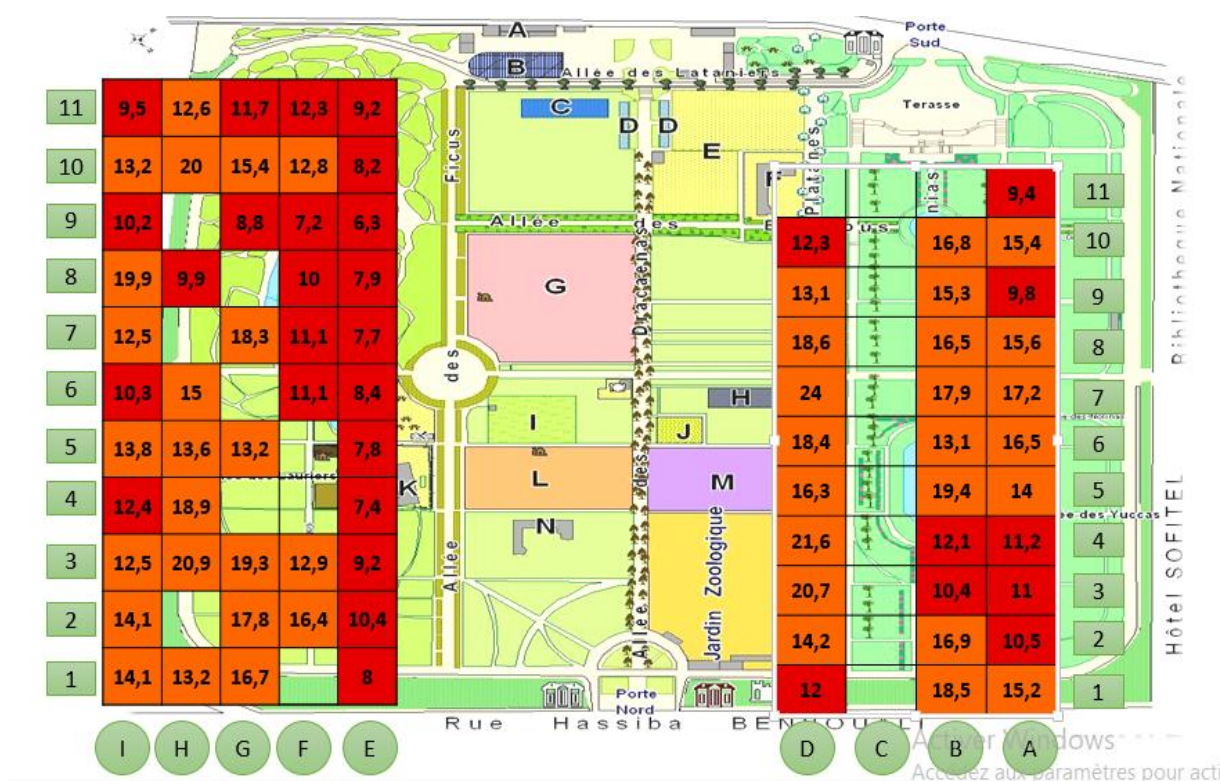 A
Porte
Sud
B
Allée des Lataniers
C
D D
E
Terasse
Ficus
Platanes
nias
Bibliotheque Nationale
11 9,5 12,6 11,7 12,3 9,2
10 13,2 20 15,4 12,8 8,2
9 10,2 8,8 7,2 6,3
8 19,9 9,9 10 7,9
7 12,5 18,3 11,1 7,7
6 10,3 15 11,1 8,4
5 13,8 13,6 13,2 7,8
4 12,4 18,9 7,4
3 12,5 20,9 19,3 12,9 9,2
2 14,1 17,8 16,4 10,4
1 14,1 13,2 16,7 8
I H G F E
Allée des
G
des Dracaenas
H
des
I
J
K
L
M
N
Allée
Allée
Jardin Zoologique
9,4 11
12,3 16,8 15,4 10
13,1 15,3 9,8 9
18,6 16,5 15,6 8
24 17,9 17,2 7
18,4 13,1 16,5 6
16,3 19,4 14 5
21,6 12,1 11,2 4
20,7 10,4 11 3
14,2 16,9 10,5 2
12 18,5 15,2 1
D C B A
des Yuccas
Hôtel SOFITEL
Porte
Nord
Rue Hassiba
Activer Windows
Accédez aux paramètres pour acti